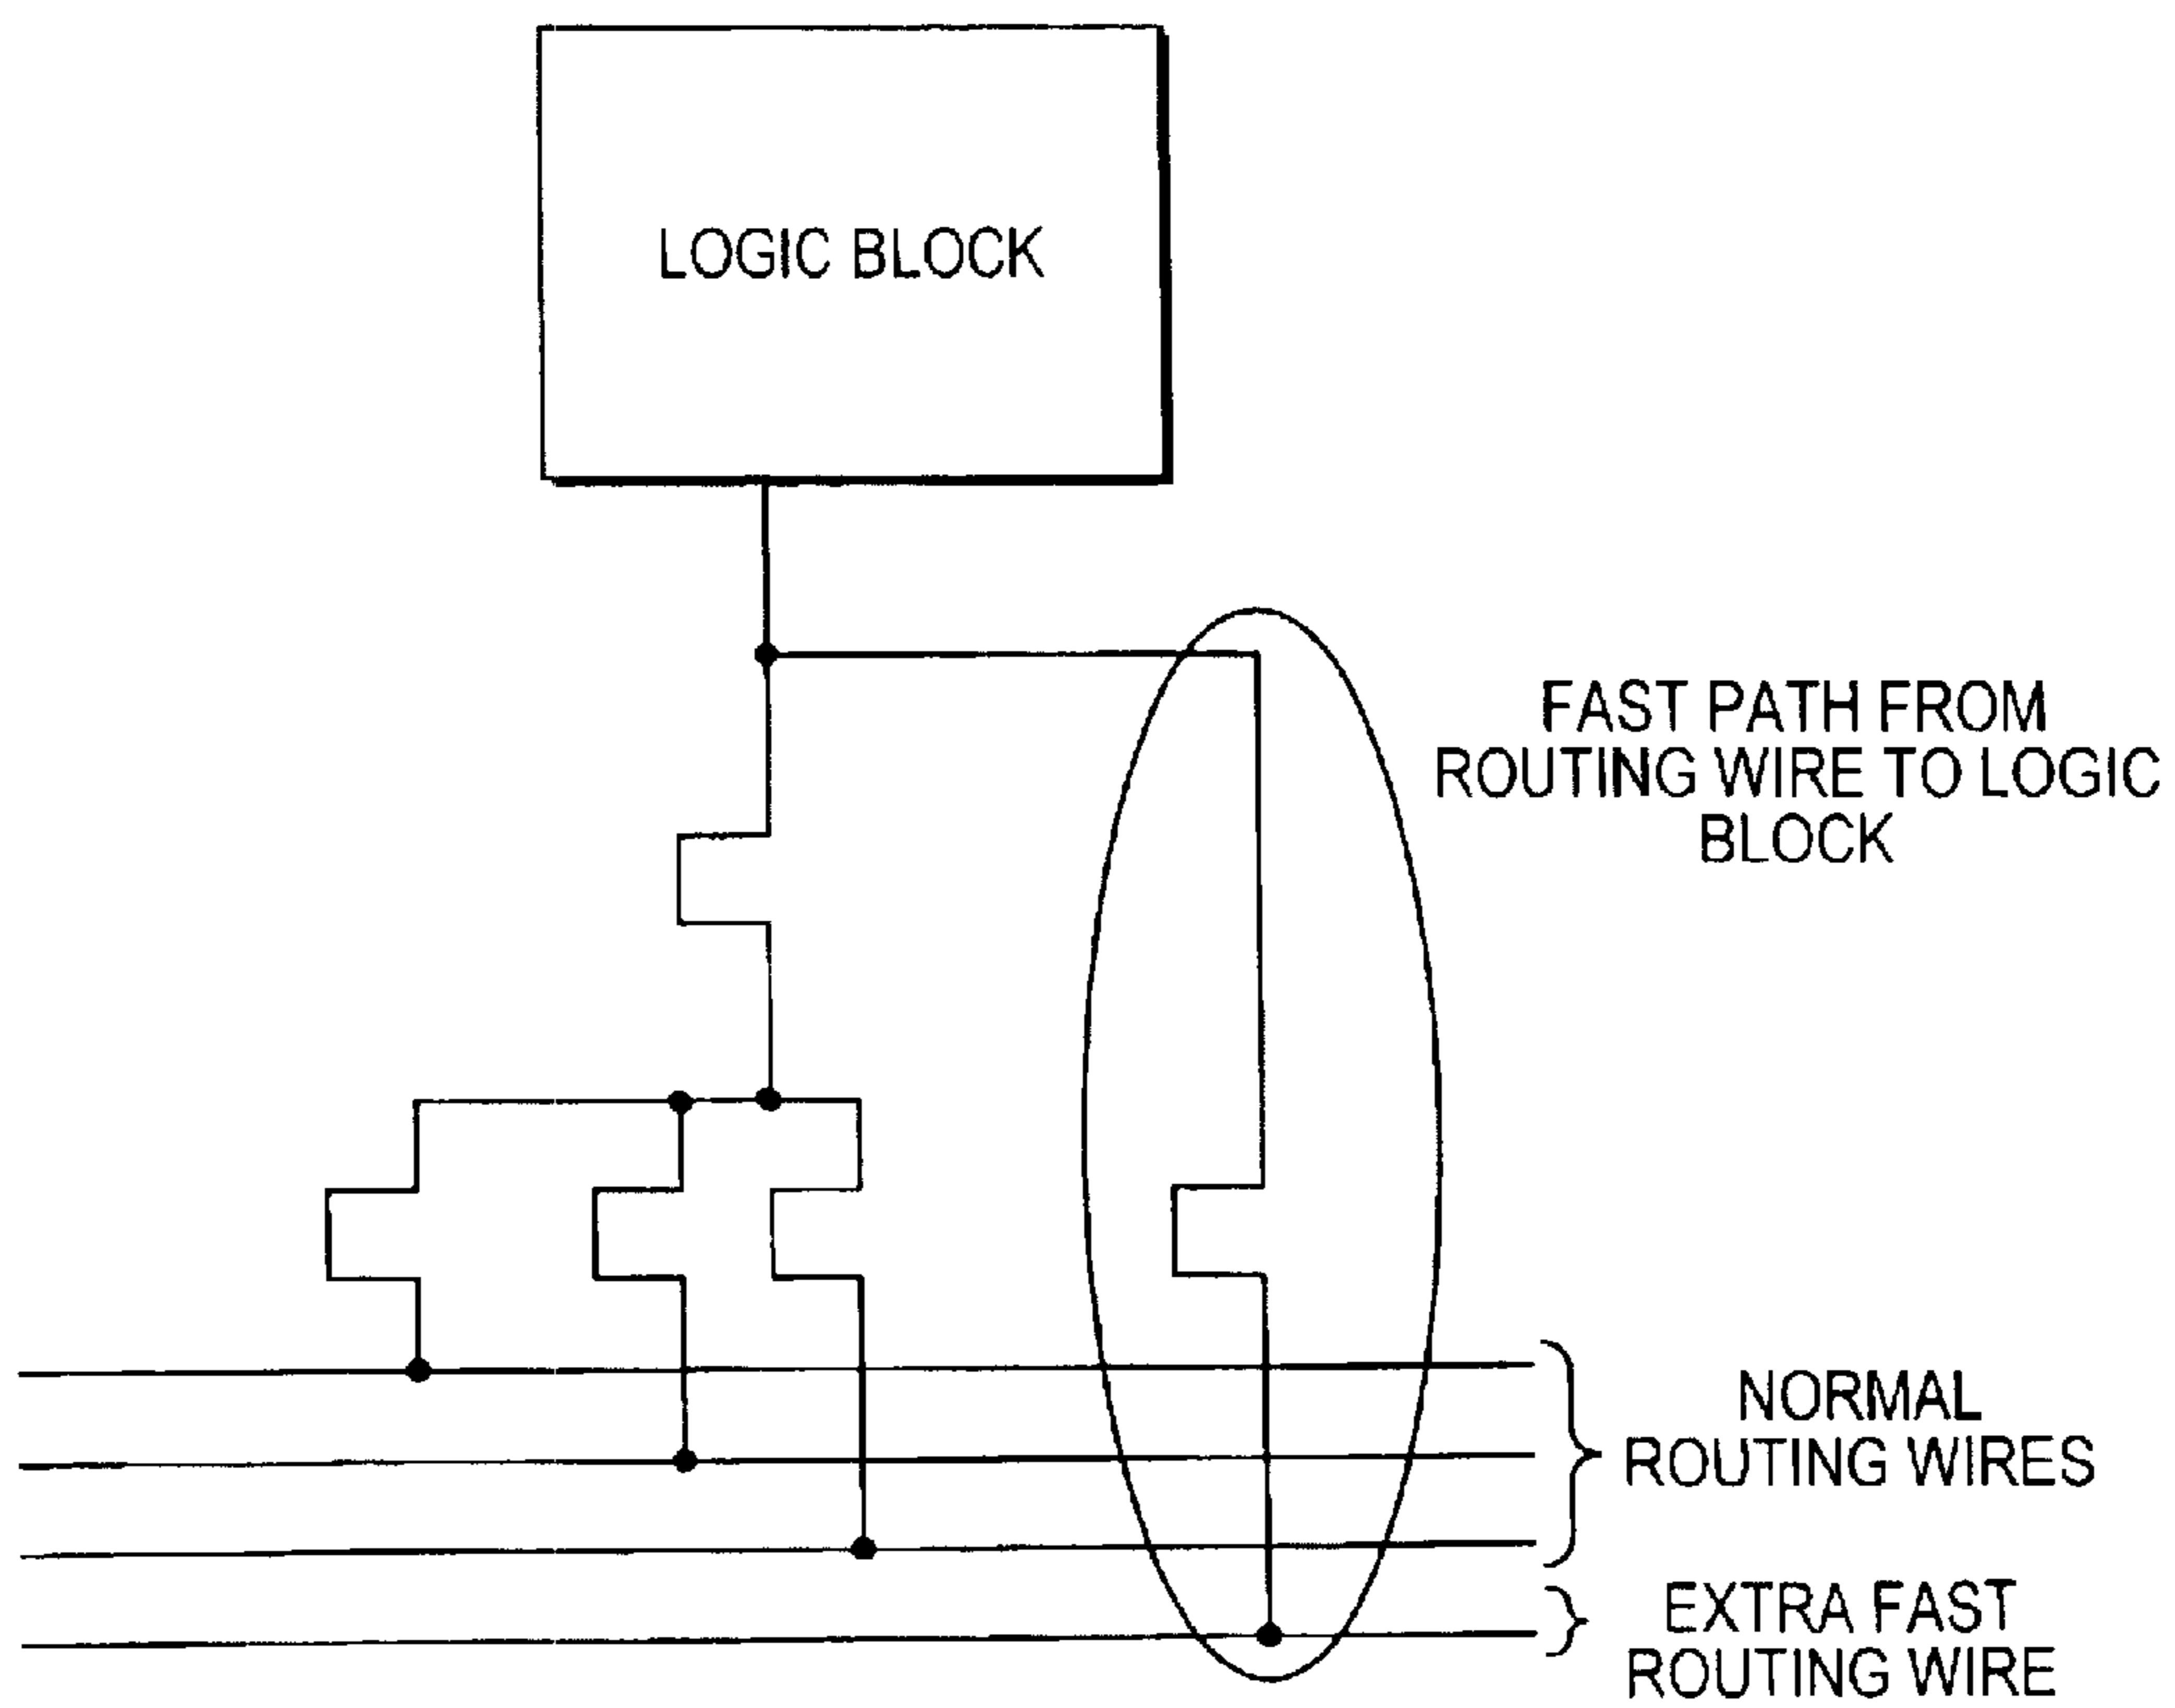 LOGIC BLOCK
FAST PATH FROM
ROUTING WIRE TO LOGIC
BLOCK
NORMAL
ROUTING WIRES
EXTRA FAST
ROUTING WIRE